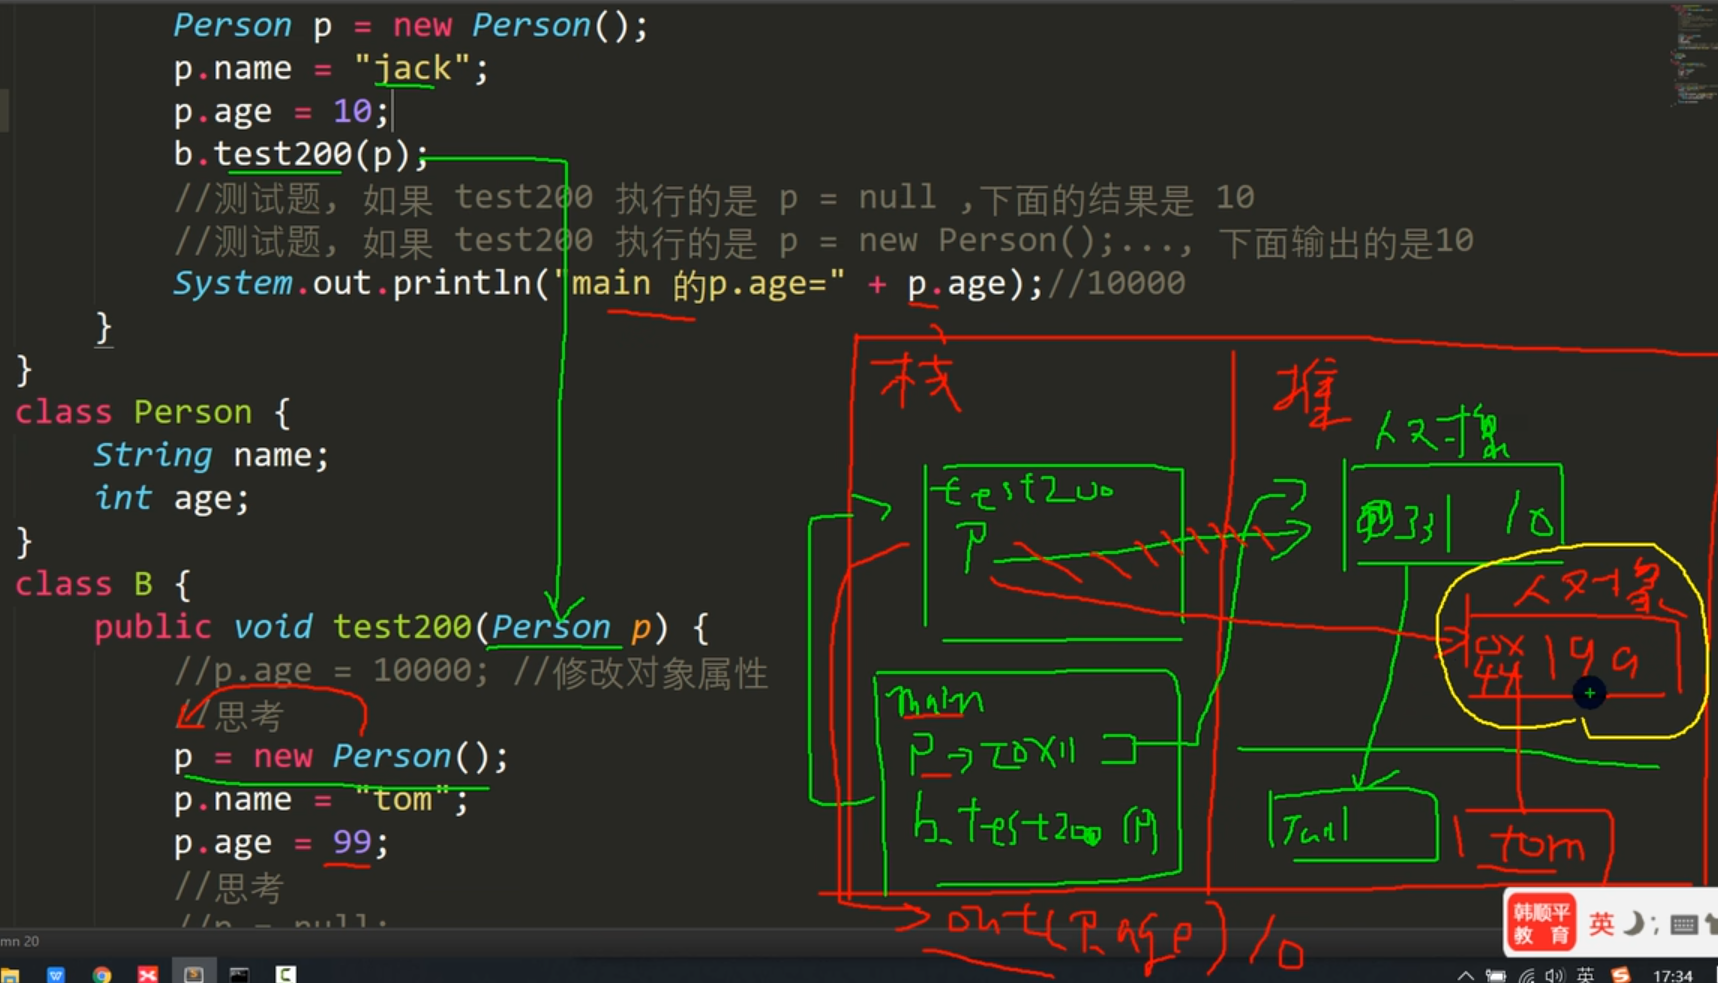 Person p = new Person();
p.name = "jack";
p.age = 10;
b.test200(p);
//测试题, 如果 test200 执行的是 p = null ,下面的结果是 10
//测试题, 如果 test200 执行的是 p = new Person();..., 下面输出的是10
System.out.println("main 的p.age=" + p.age);//10000
}
}
class Person {
String name;
int age;
}
class B {
public void test200(Person p) {
//p.age = 10000; //修改对象属性
//思考
p = new Person();
p.name = "tom";
p.age = 99;
//思考
//p = null;
栈
堆
人对象
test200
p
10
人对象
0x
44
99
main
p → 0x11
b.test200(p)
tom
out(p.age) 10
韩顺平
教 育
英
mn 20
英
17:34